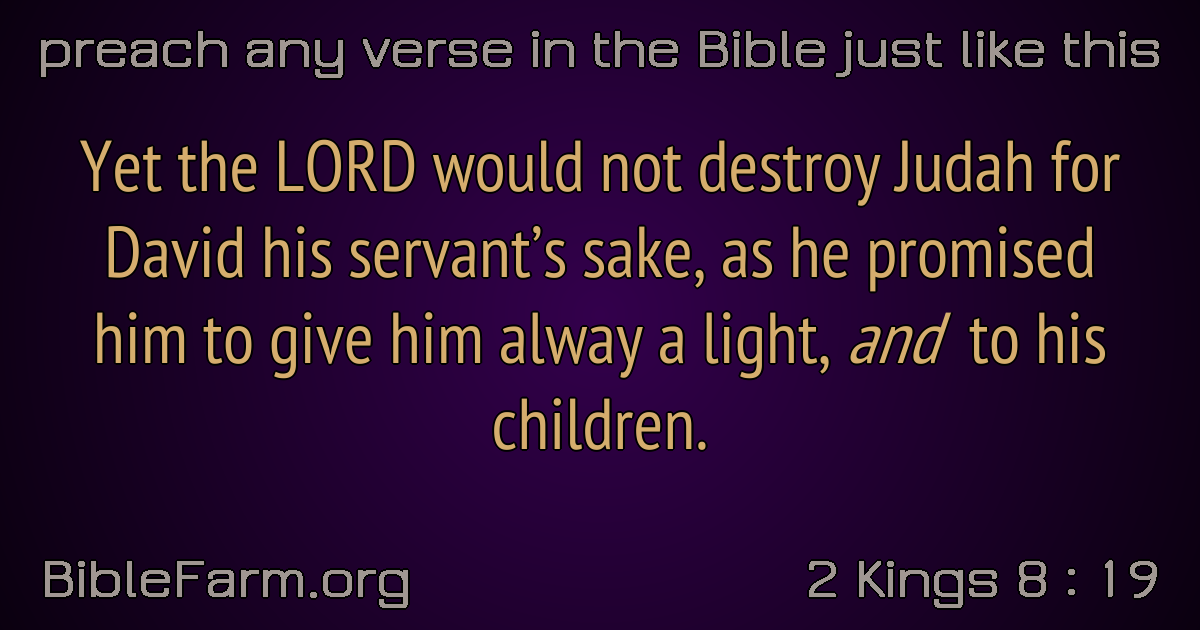 preach any verse in the Bible just like this
Yet the LORD would not destroy Judah for
David his servant’s sake, as he promised
him to give him alway a light, and to his
children.
BibleFarm.org
2 Kings 8 : 19